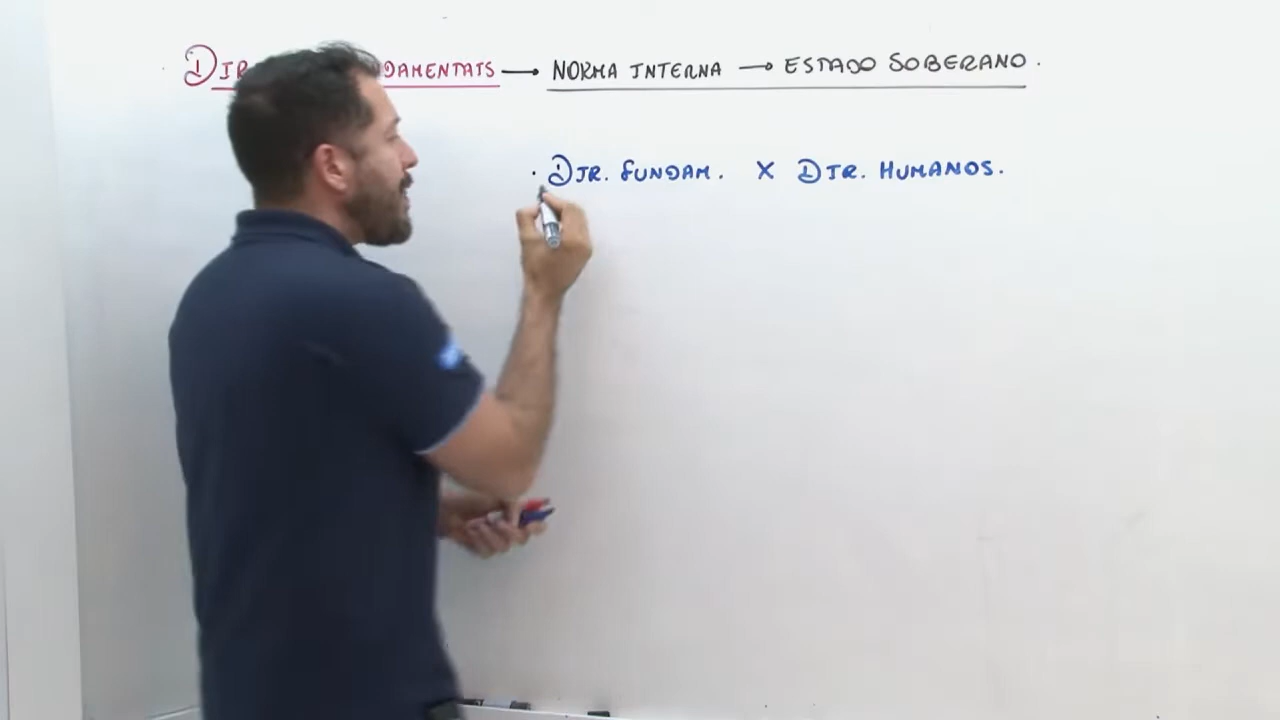 DAMENTAIS → NORMA INTERNA → ESTADO SOBERANO.
· DIR. FUNDAM. X DIR. HUMANOS.